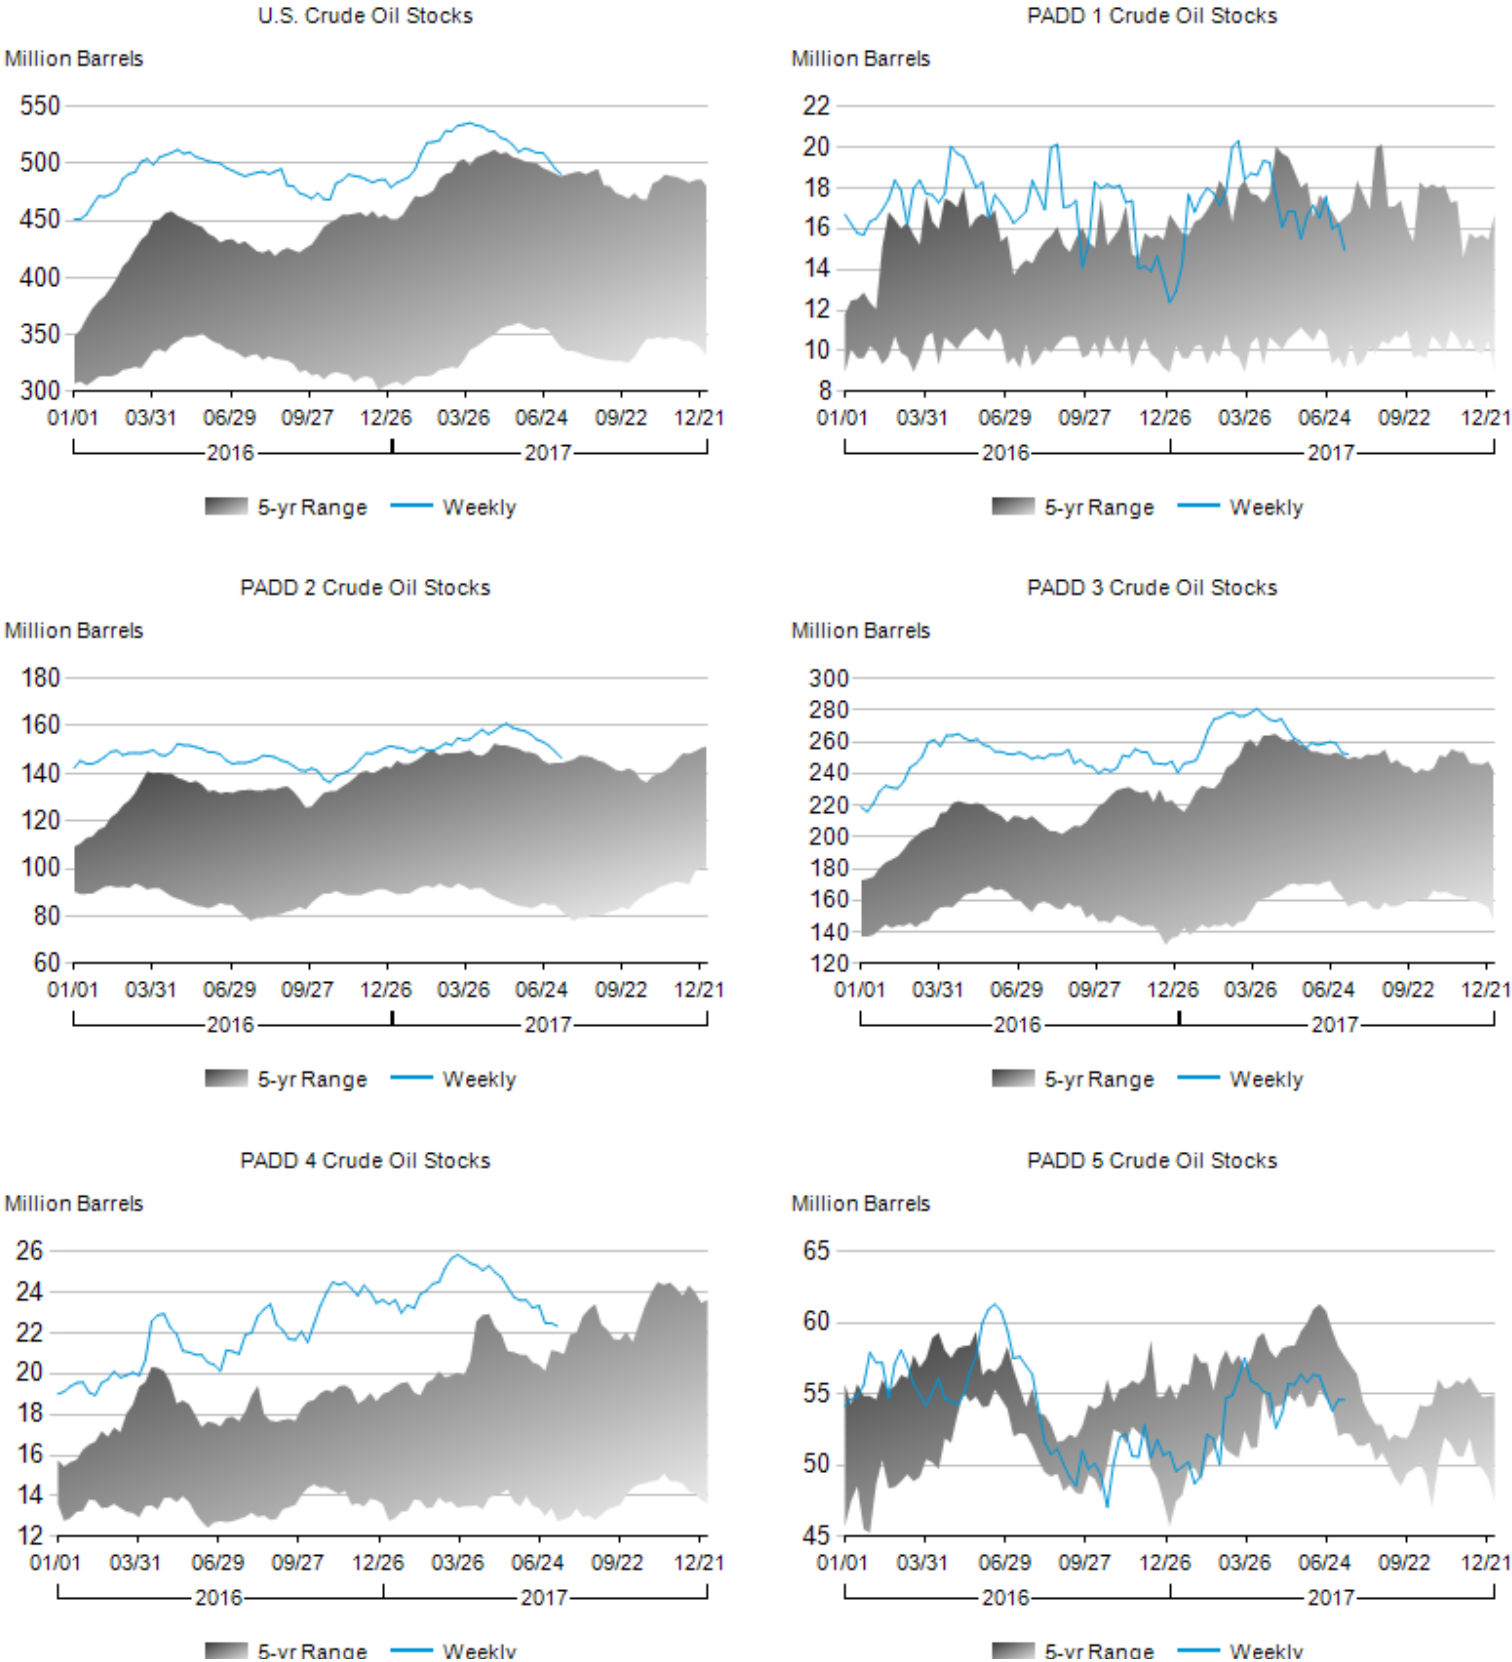 U.S. Crude Oil Stocks
Million Barrels
550
500
450
400
350
300
01/01 03/31 06/29 09/27 12/26 03/26 06/24 09/22 12/21
2016 2017
5-yr Range Weekly
PADD 1 Crude Oil Stocks
Million Barrels
22
20
18
16
14
12
10
8
01/01 03/31 06/29 09/27 12/26 03/26 06/24 09/22 12/21
2016 2017
5-yr Range Weekly
PADD 2 Crude Oil Stocks
Million Barrels
180
160
140
120
100
80
60
01/01 03/31 06/29 09/27 12/26 03/26 06/24 09/22 12/21
2016 2017
5-yr Range Weekly
PADD 3 Crude Oil Stocks
Million Barrels
300
280
260
240
220
200
180
160
140
120
01/01 03/31 06/29 09/27 12/26 03/26 06/24 09/22 12/21
2016 2017
5-yr Range Weekly
PADD 4 Crude Oil Stocks
Million Barrels
26
24
22
20
18
16
14
12
01/01 03/31 06/29 09/27 12/26 03/26 06/24 09/22 12/21
2016 2017
5-yr Range Weekly
PADD 5 Crude Oil Stocks
Million Barrels
65
60
55
50
45
01/01 03/31 06/29 09/27 12/26 03/26 06/24 09/22 12/21
2016 2017
5-yr Range Weekly